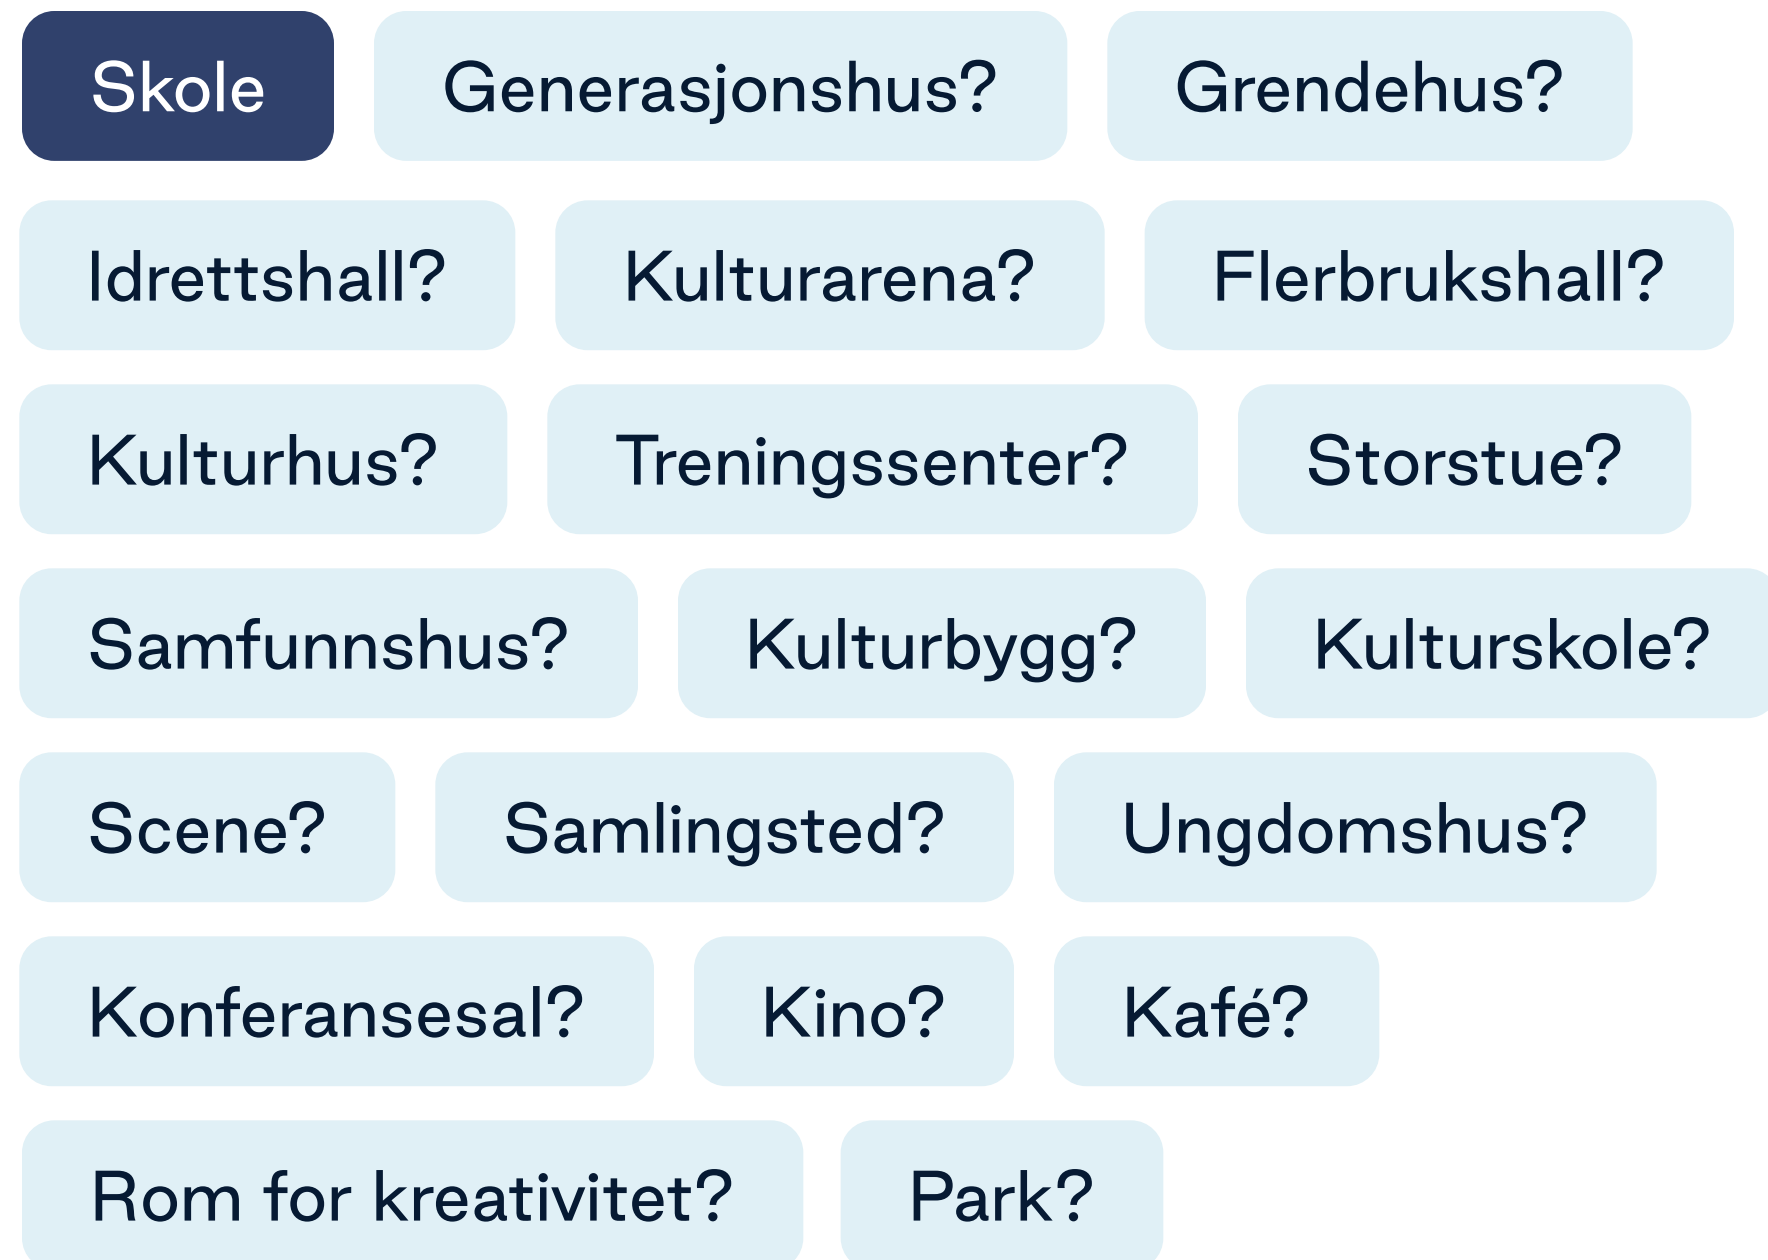 Skole Generasjonshus? Grendehus?
Idrettshall? Kulturarena? Flerbrukshall?
Kulturhus? Treningssenter? Storstue?
Samfunnshus? Kulturbygg? Kulturskole?
Scene? Samlingsted? Ungdomshus?
Konferansesal? Kino? Kafé?
Rom for kreativitet? Park?